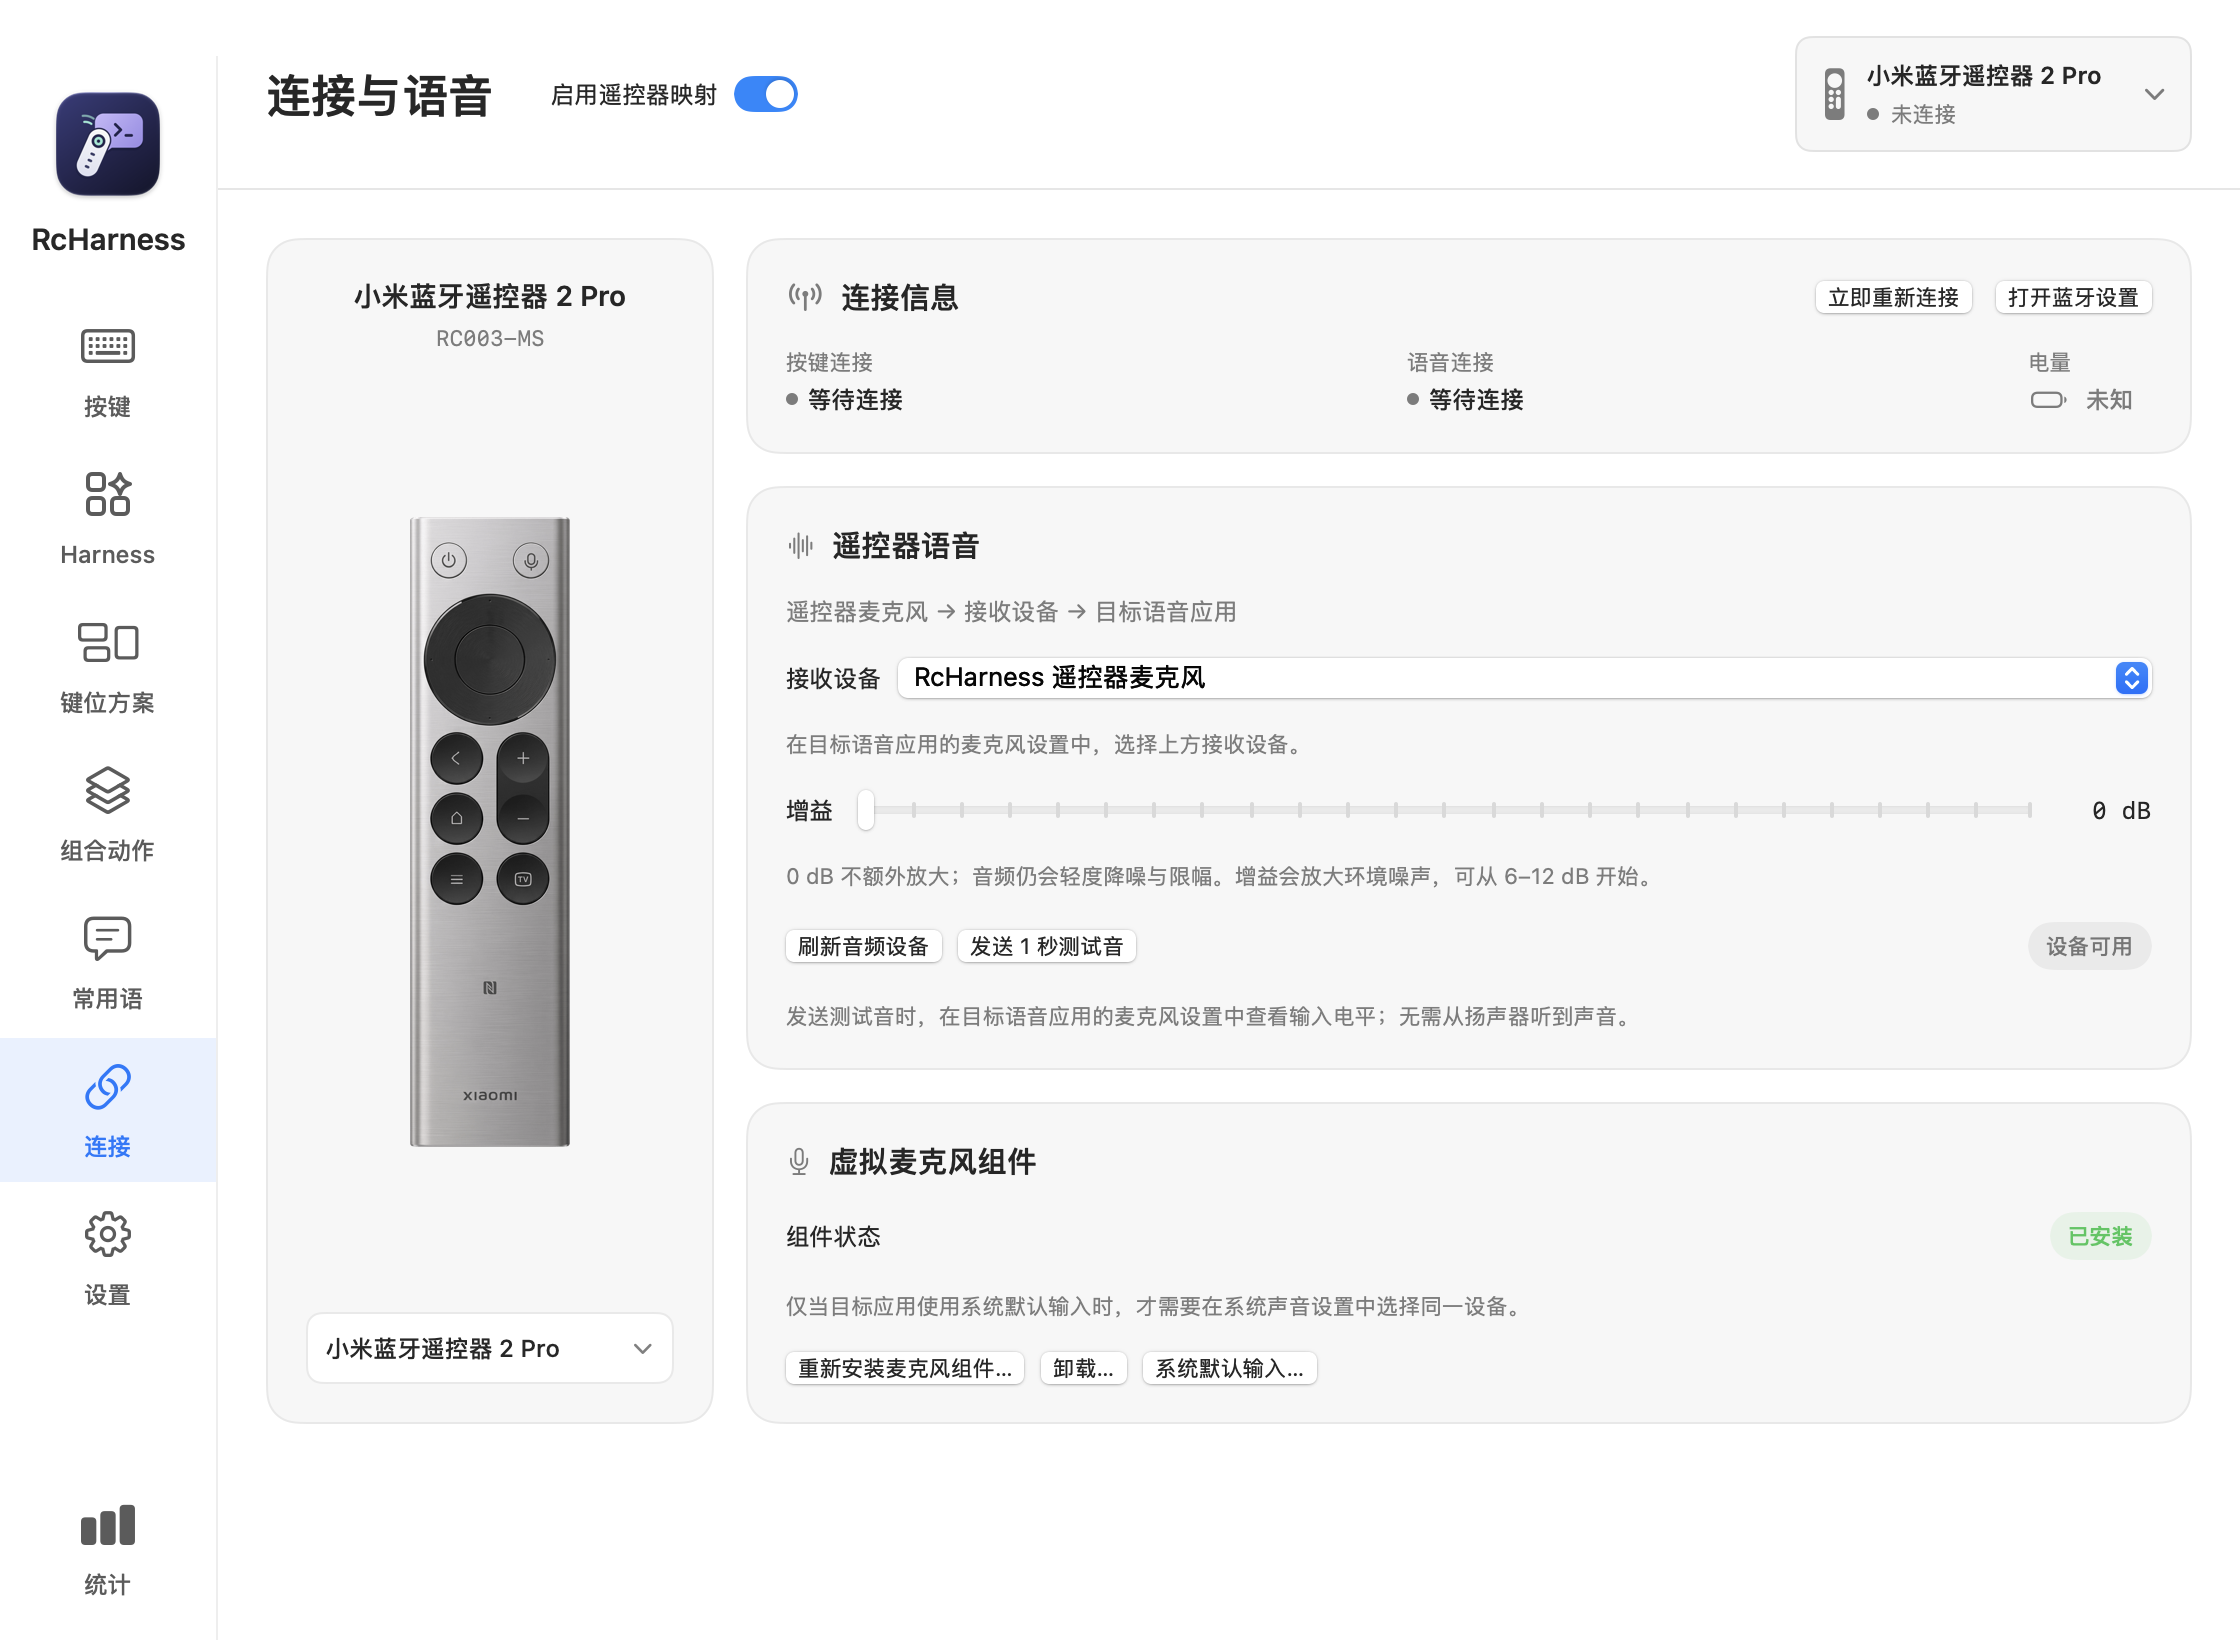 连接与语音
启用遥控器映射
小米蓝牙遥控器 2 Pro
未连接
RcHarness
按键
Harness
键位方案
组合动作
常用语
连接
设置
统计
小米蓝牙遥控器 2 Pro
RC003-MS
TV
xiaomi
小米蓝牙遥控器 2 Pro
连接信息
立即重新连接
打开蓝牙设置
按键连接
等待连接
语音连接
等待连接
电量
未知
遥控器语音
遥控器麦克风 → 接收设备 → 目标语音应用
接收设备
RcHarness 遥控器麦克风
在目标语音应用的麦克风设置中，选择上方接收设备。
增益
0 dB
0 dB 不额外放大；音频仍会轻度降噪与限幅。增益会放大环境噪声，可从 6–12 dB 开始。
刷新音频设备
发送 1 秒测试音
设备可用
发送测试音时，在目标语音应用的麦克风设置中查看输入电平；无需从扬声器听到声音。
虚拟麦克风组件
组件状态
已安装
仅当目标应用使用系统默认输入时，才需要在系统声音设置中选择同一设备。
重新安装麦克风组件...
卸载...
系统默认输入...